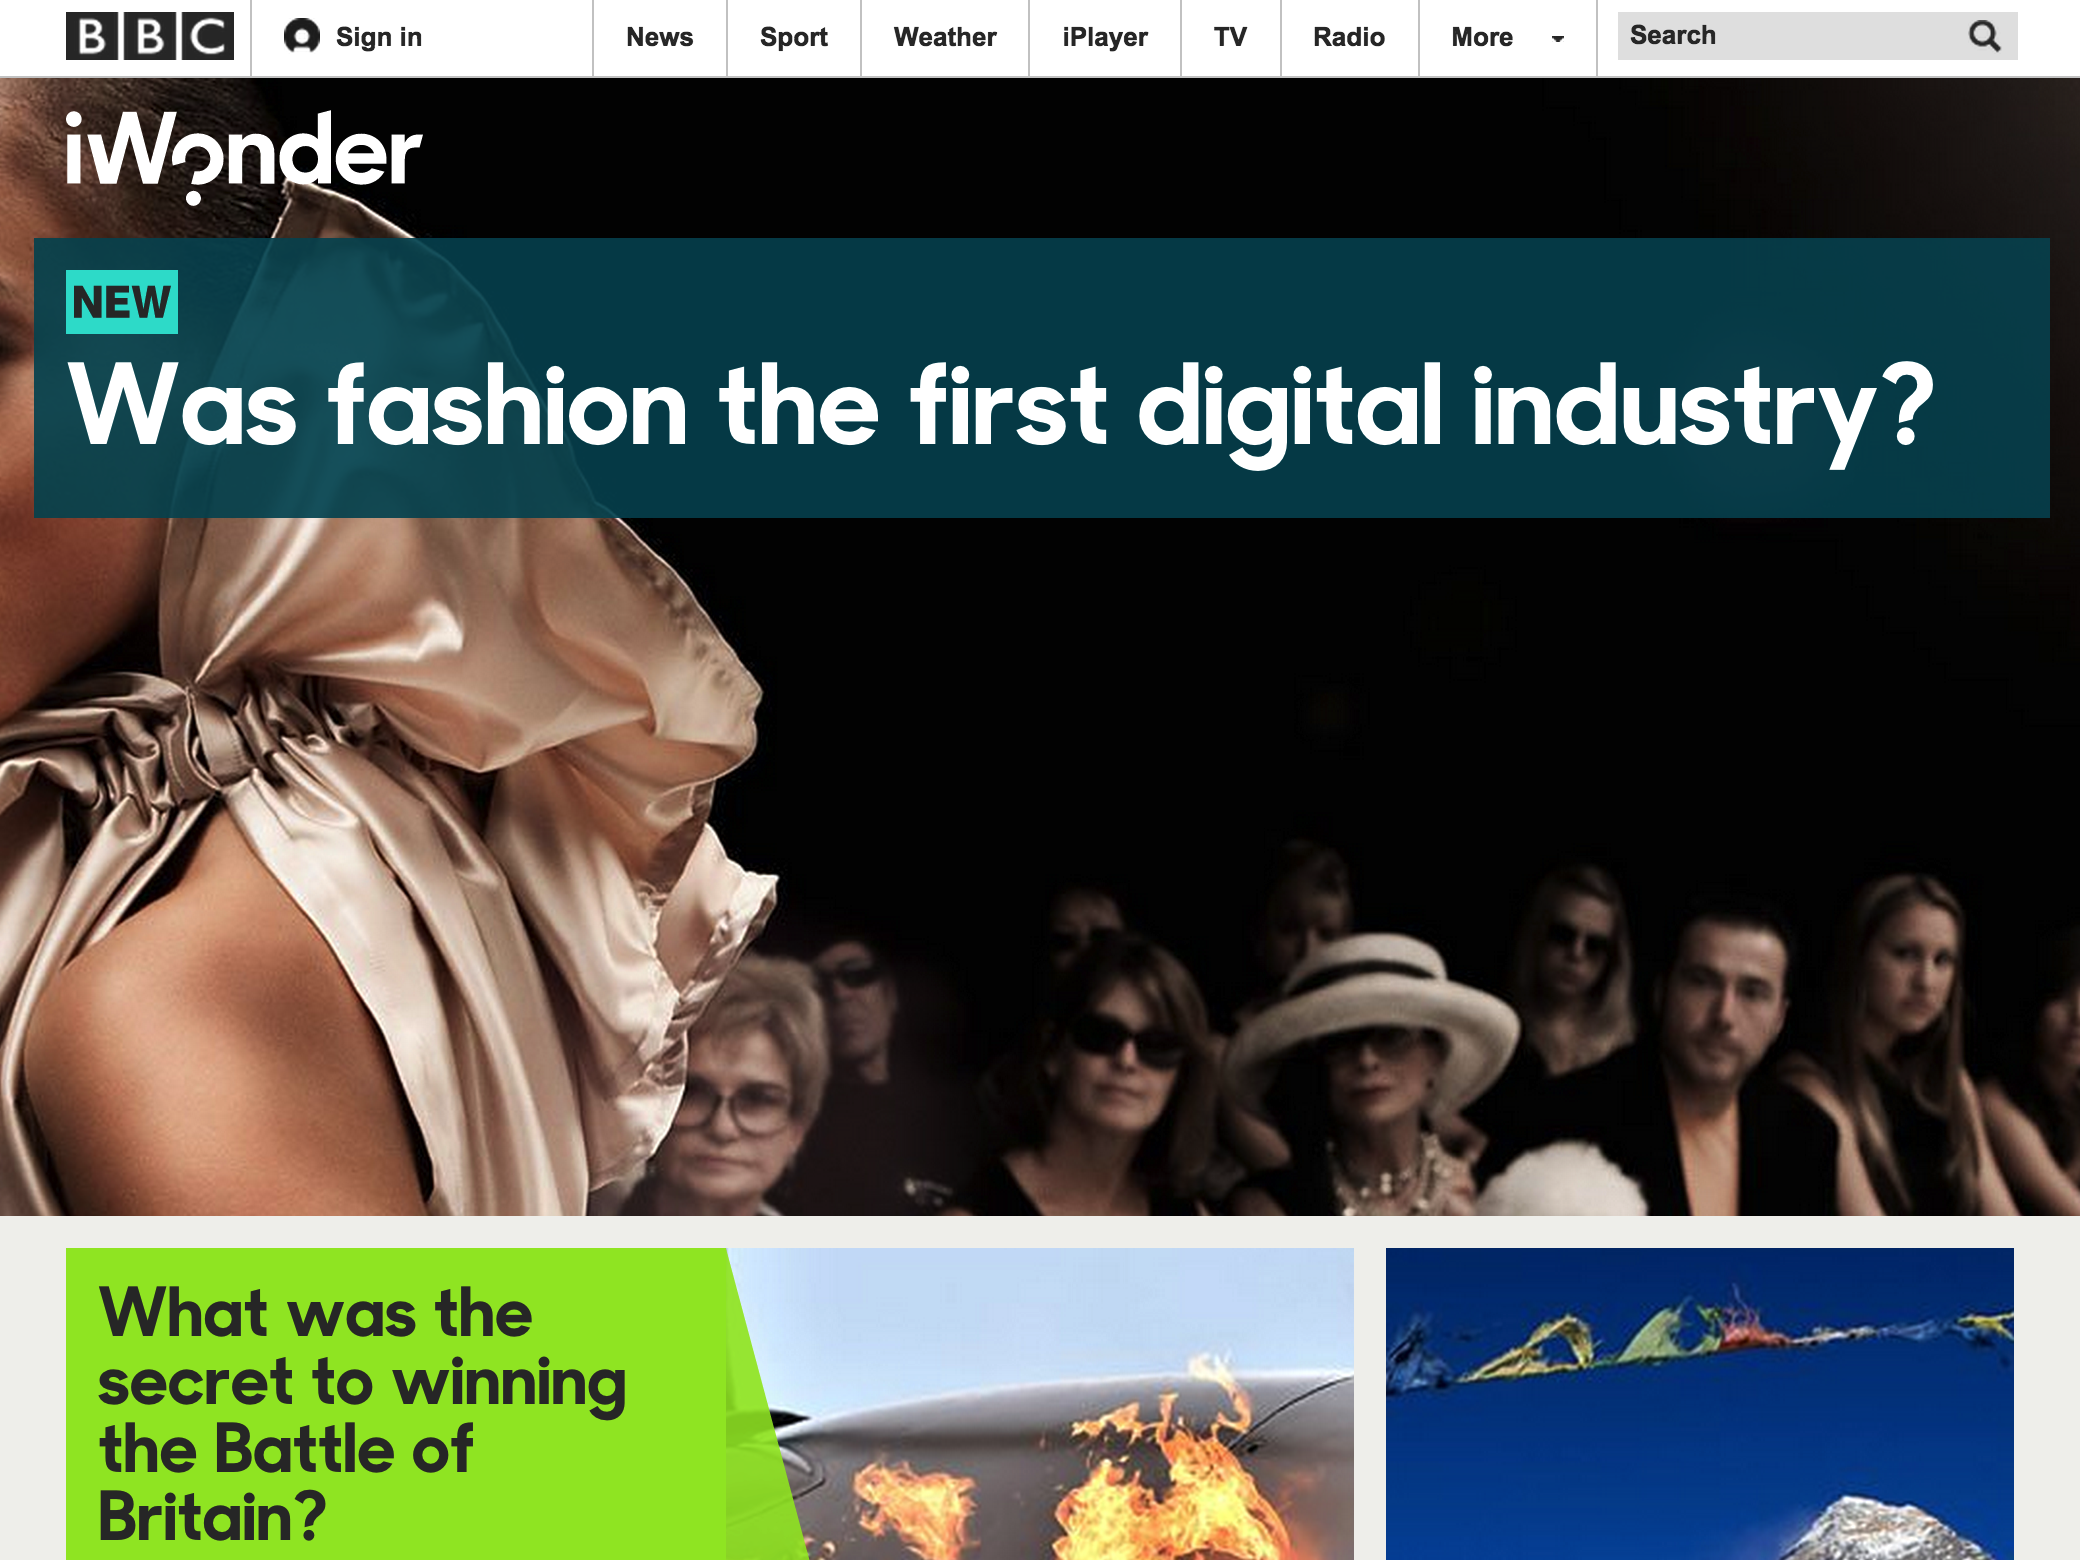 BBC
Sign in
News
Sport
Weather
iPlayer
TV
Radio
More
Search
iWonder
NEW
Was fashion the first digital industry?
What was the
secret to winning
the Battle of
Britain?